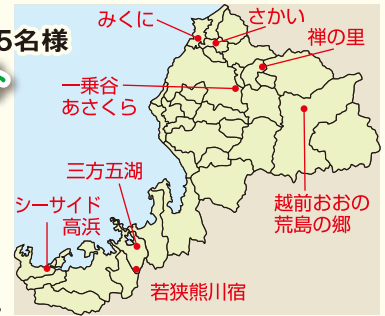 5名様
みくに
さかい
禅の里
一乗谷
あさくら
三方五湖
シーサイド
高浜
越前おおの
荒島の郷
若狭熊川宿